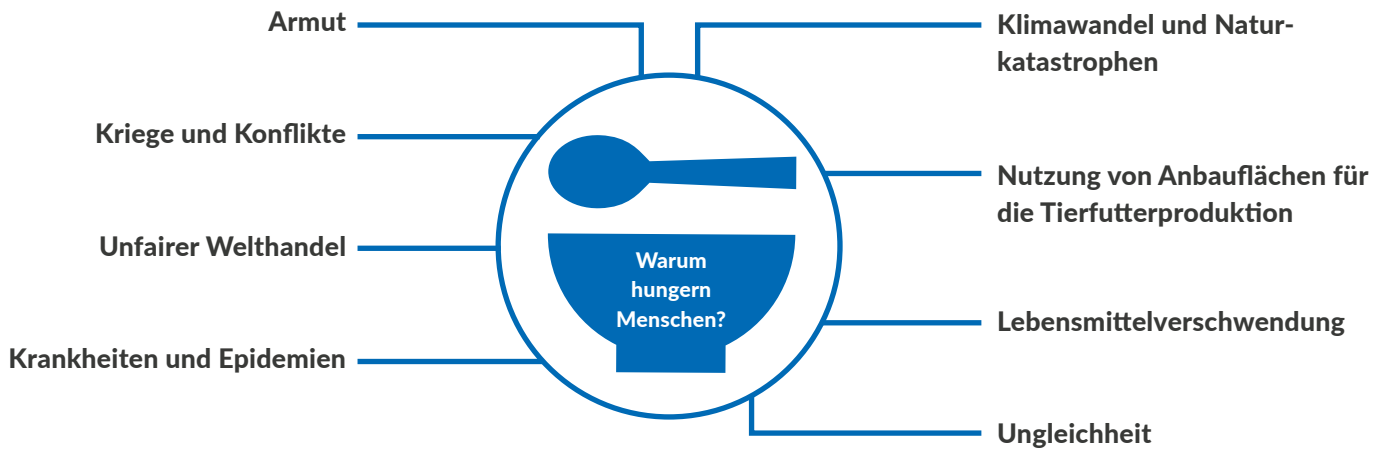 Armut
Kriege und Konflikte
Unfairer Welthandel
Krankheiten und Epidemien
Warum
hungern
Menschen?
Klimawandel und Natur-
katastrophen
Nutzung von Anbauflächen für
die Tierfutterproduktion
Lebensmittelverschwendung
Ungleichheit